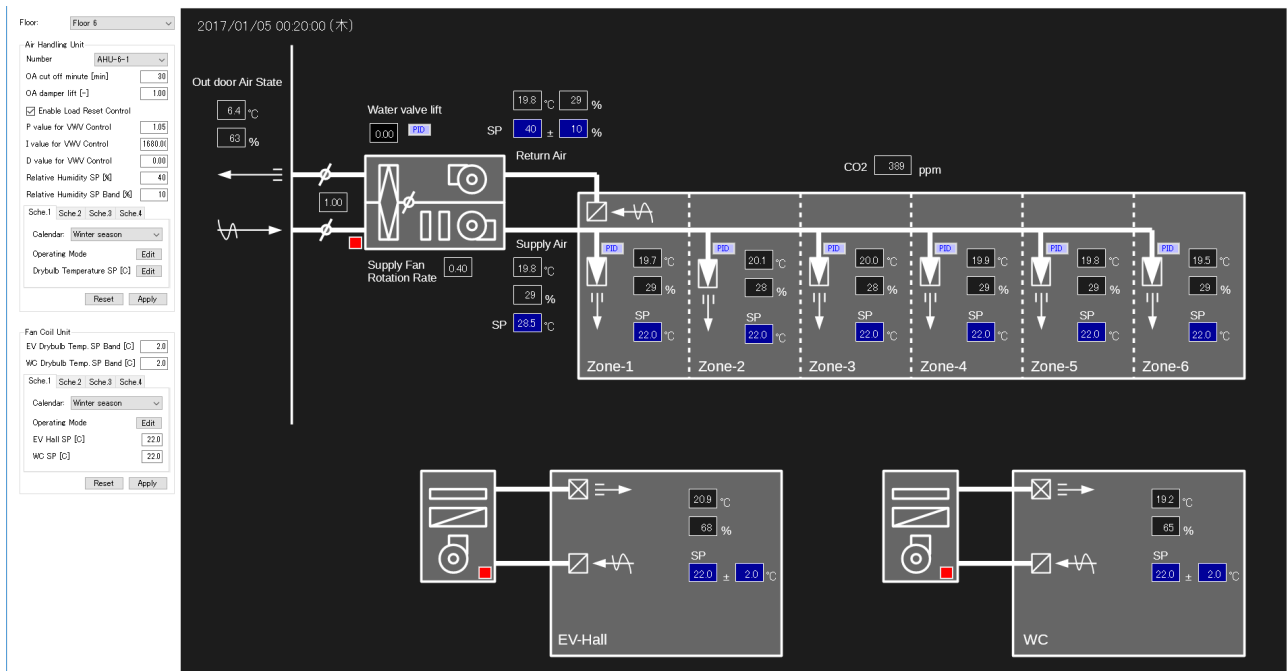 Floor: Floor 6
Air Handling Unit
Number AHU-6-1
OA cut off minute [min] 30
OA damper lift [-] 1.00
Enable Load Reset Control
P value for VWV Control 1.05
I value for VWV Control 1680.0(
D value for VWV Control 0.00
Relative Humidity SP [%] 40
Relative Humidity SP Band [%] 10
Sche.1 Sche.2 Sche.3 Sche.4
Calendar: Winter season
Operating Mode Edit
Drybulb Temperature SP [C] Edit
Reset Apply
Fan Coil Unit
EV Drybulb Temp. SP Band [C] 2.0
WC Drybulb Temp. SP Band [C] 2.0
Sche.1 Sche.2 Sche.3 Sche.4
Calendar: Winter season
Operating Mode Edit
EV Hall SP [C] 22.0
WC SP [C] 22.0
Reset Apply
2017/01/05 00:20:00 (木)
Out door Air State
6.4 ℃
63 %
Water valve lift
0.00 PID
19.8 ℃ 29 %
SP 40 ± 10 %
Return Air
CO2 389 ppm
1.00
Supply Fan
Rotation Rate 0.40
Supply Air
19.8 ℃
29 %
SP 28.5 ℃
PID 19.7 ℃
29 %
SP
22.0 ℃
Zone-1
PID 20.1 ℃
28 %
SP
22.0 ℃
Zone-2
PID 20.0 ℃
28 %
SP
22.0 ℃
Zone-3
PID 19.9 ℃
29 %
SP
22.0 ℃
Zone-4
PID 19.8 ℃
29 %
SP
22.0 ℃
Zone-5
PID 19.5 ℃
29 %
SP
22.0 ℃
Zone-6
20.9 ℃
68 %
SP
22.0 ± 2.0 ℃
EV-Hall
19.2 ℃
65 %
SP
22.0 ± 2.0 ℃
WC